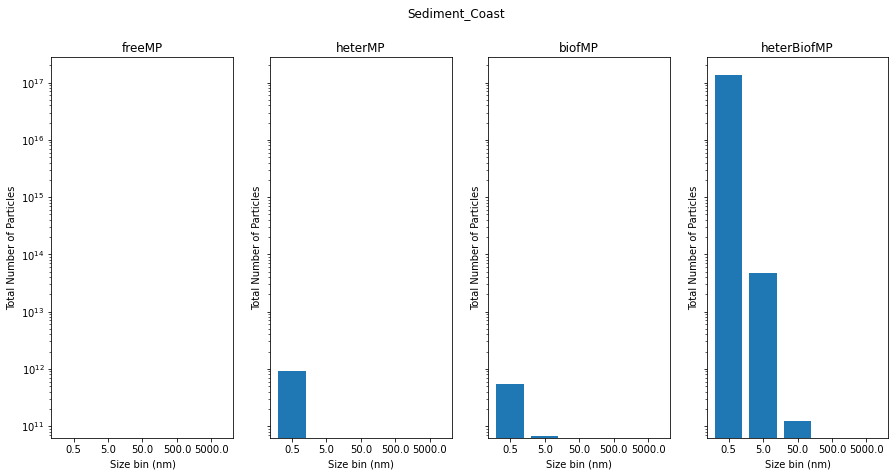 Sediment_Coast
freeMP
heterMP
biofMP
heterBiofMP
Total Number of Particles
10^17
10^16
10^15
10^14
10^13
10^12
10^11
0.5 5.0 50.0 500.0 5000.0
Size bin (nm)
Total Number of Particles
0.5 5.0 50.0 500.0 5000.0
Size bin (nm)
Total Number of Particles
0.5 5.0 50.0 500.0 5000.0
Size bin (nm)
Total Number of Particles
0.5 5.0 50.0 500.0 5000.0
Size bin (nm)